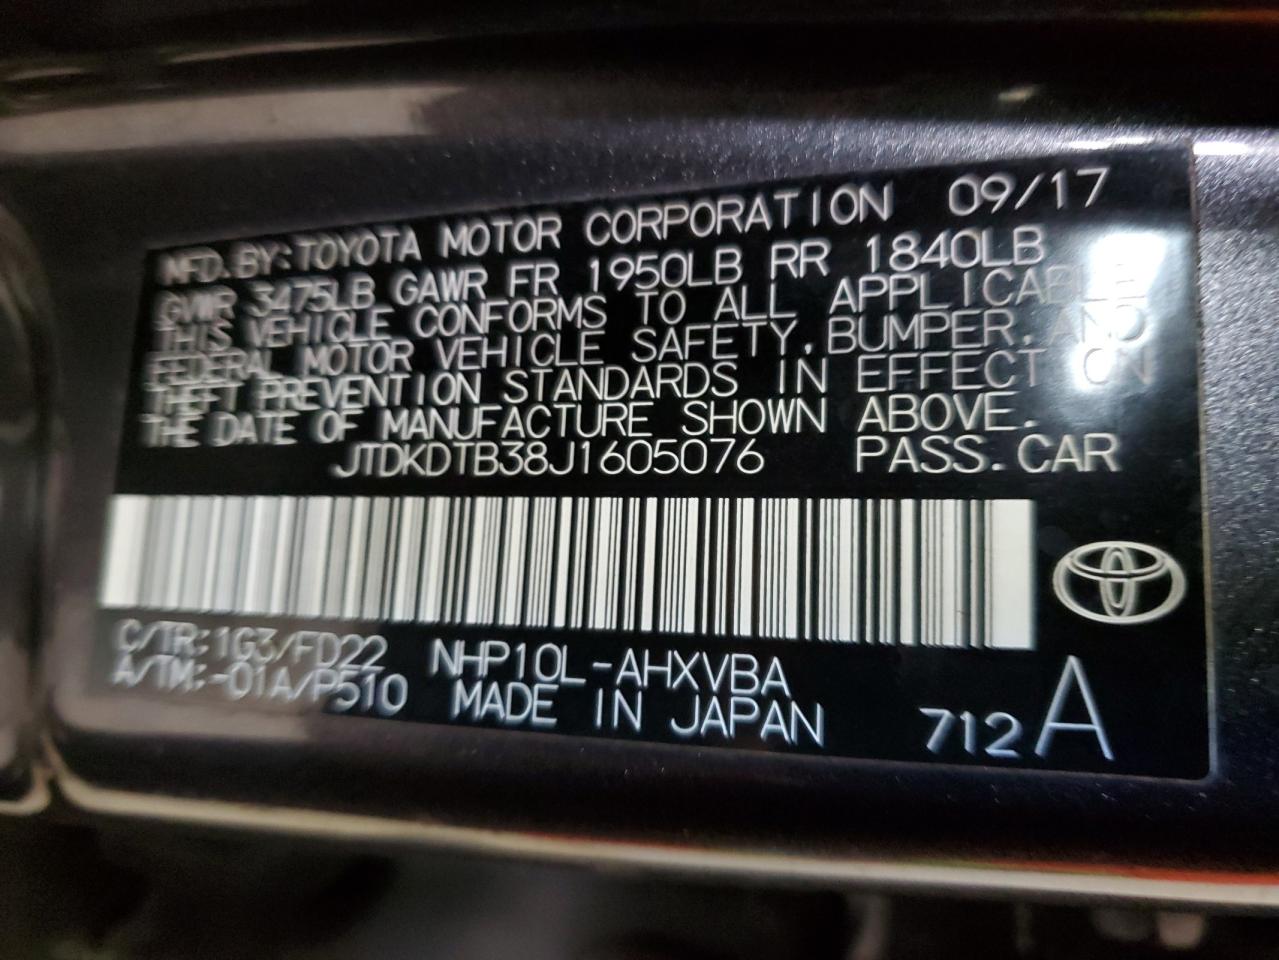 MFD. BY: TOYOTA MOTOR CORPORATION 09/17
GVWR 3475LB GAWR FR 1950LB RR 1840LB
THIS VEHICLE CONFORMS TO ALL APPLICABLE
FEDERAL MOTOR VEHICLE SAFETY, BUMPER, AND
THEFT PREVENTION STANDARDS IN EFFECT ON
THE DATE OF MANUFACTURE SHOWN ABOVE.
JTDKDTB38J1605076 PASS. CAR
C/TR: 1G3/FD22 NHP10L-AHXVBA
A/TM: -01A/P510 MADE IN JAPAN 712 A